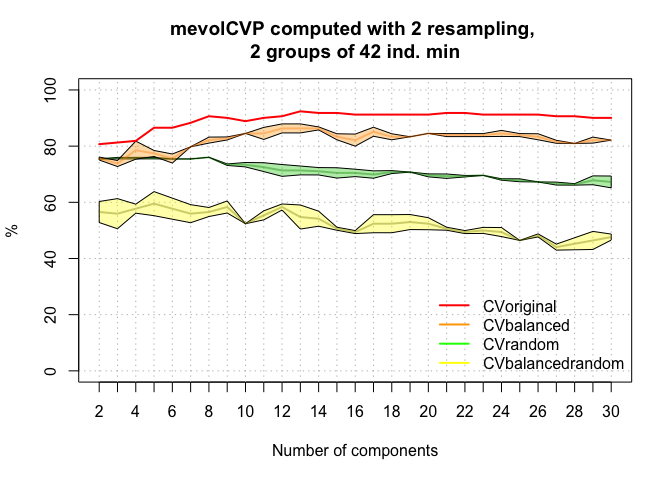 mevolCVP computed with 2 resampling,
2 groups of 42 ind. min
100
80
60
40
20
0
%
CVoriginal
CVbalanced
CVrandom
CVbalancedrandom
2 4 6 8 10 12 14 16 18 20 22 24 26 28 30
Number of components